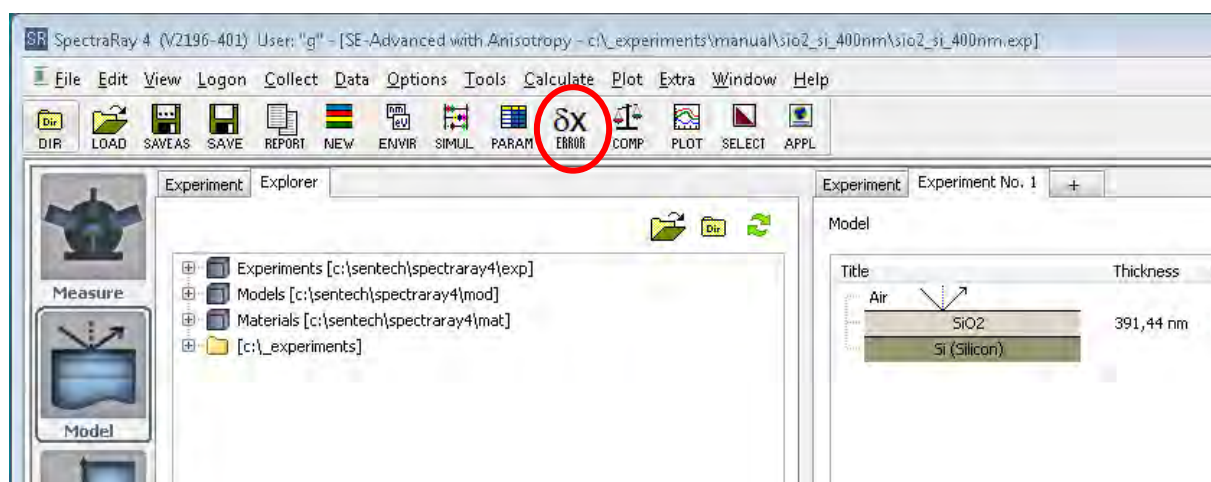 SR SpectraRay 4 (V2196-401) User: "g" - [SE-Advanced with Anisotropy - c:\_experiments\manual\sio2_si_400nm\sio2_si_400nm.exp]
File Edit View Logon Collect Data Options Tools Calculate Plot Extra Window Help
Dir nm eU δx
DIR LOAD SAVEAS SAVE REPORT NEW ENVIR SIMUL PARAM ERROR COMP PLOT SELECT APPL
Experiment Explorer Experiment Experiment No. 1 +
Dir
Model
Experiments [c:\sentech\spectraray4\exp]
Models [c:\sentech\spectraray4\mod]
Materials [c:\sentech\spectraray4\mat]
[c:\_experiments]
Title Thickness
Air
SiO2 391,44 nm
Si (Silicon)
Measure
Model